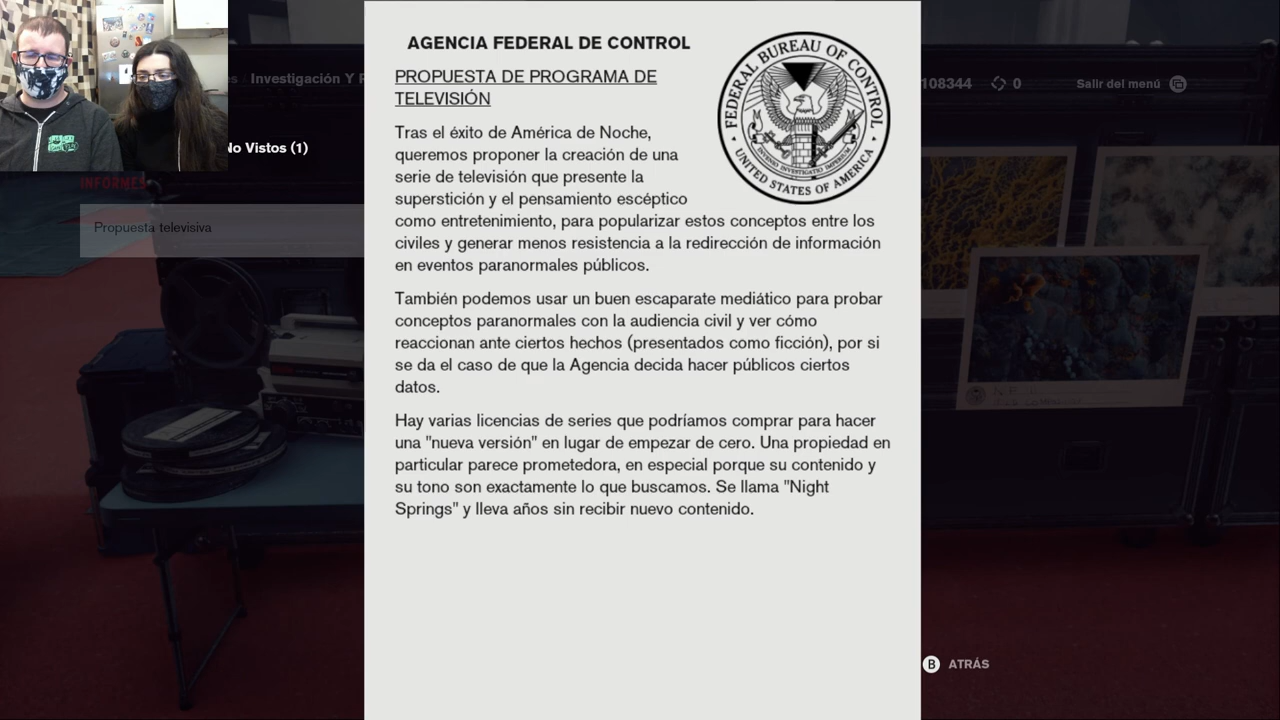 AGENCIA FEDERAL DE CONTROL
PROPUESTA DE PROGRAMA DE
TELEVISIÓN
FEDERAL BUREAU OF CONTROL
UNITED STATES OF AMERICA
Tras el éxito de América de Noche,
queremos proponer la creación de una
serie de televisión que presente la
superstición y el pensamiento escéptico
como entretenimiento, para popularizar estos conceptos entre los
civiles y generar menos resistencia a la redirección de información
en eventos paranormales públicos.
También podemos usar un buen escaparate mediático para probar
conceptos paranormales con la audiencia civil y ver cómo
reaccionan ante ciertos hechos (presentados como ficción), por si
se da el caso de que la Agencia decida hacer públicos ciertos
datos.
Hay varias licencias de series que podríamos comprar para hacer
una "nueva versión" en lugar de empezar de cero. Una propiedad en
particular parece prometedora, en especial porque su contenido y
su tono son exactamente lo que buscamos. Se llama "Night
Springs" y lleva años sin recibir nuevo contenido.
Investigación Y
108344
0
Salir del menú
No Vistos (1)
INFORMES
Propuesta televisiva
B ATRÁS